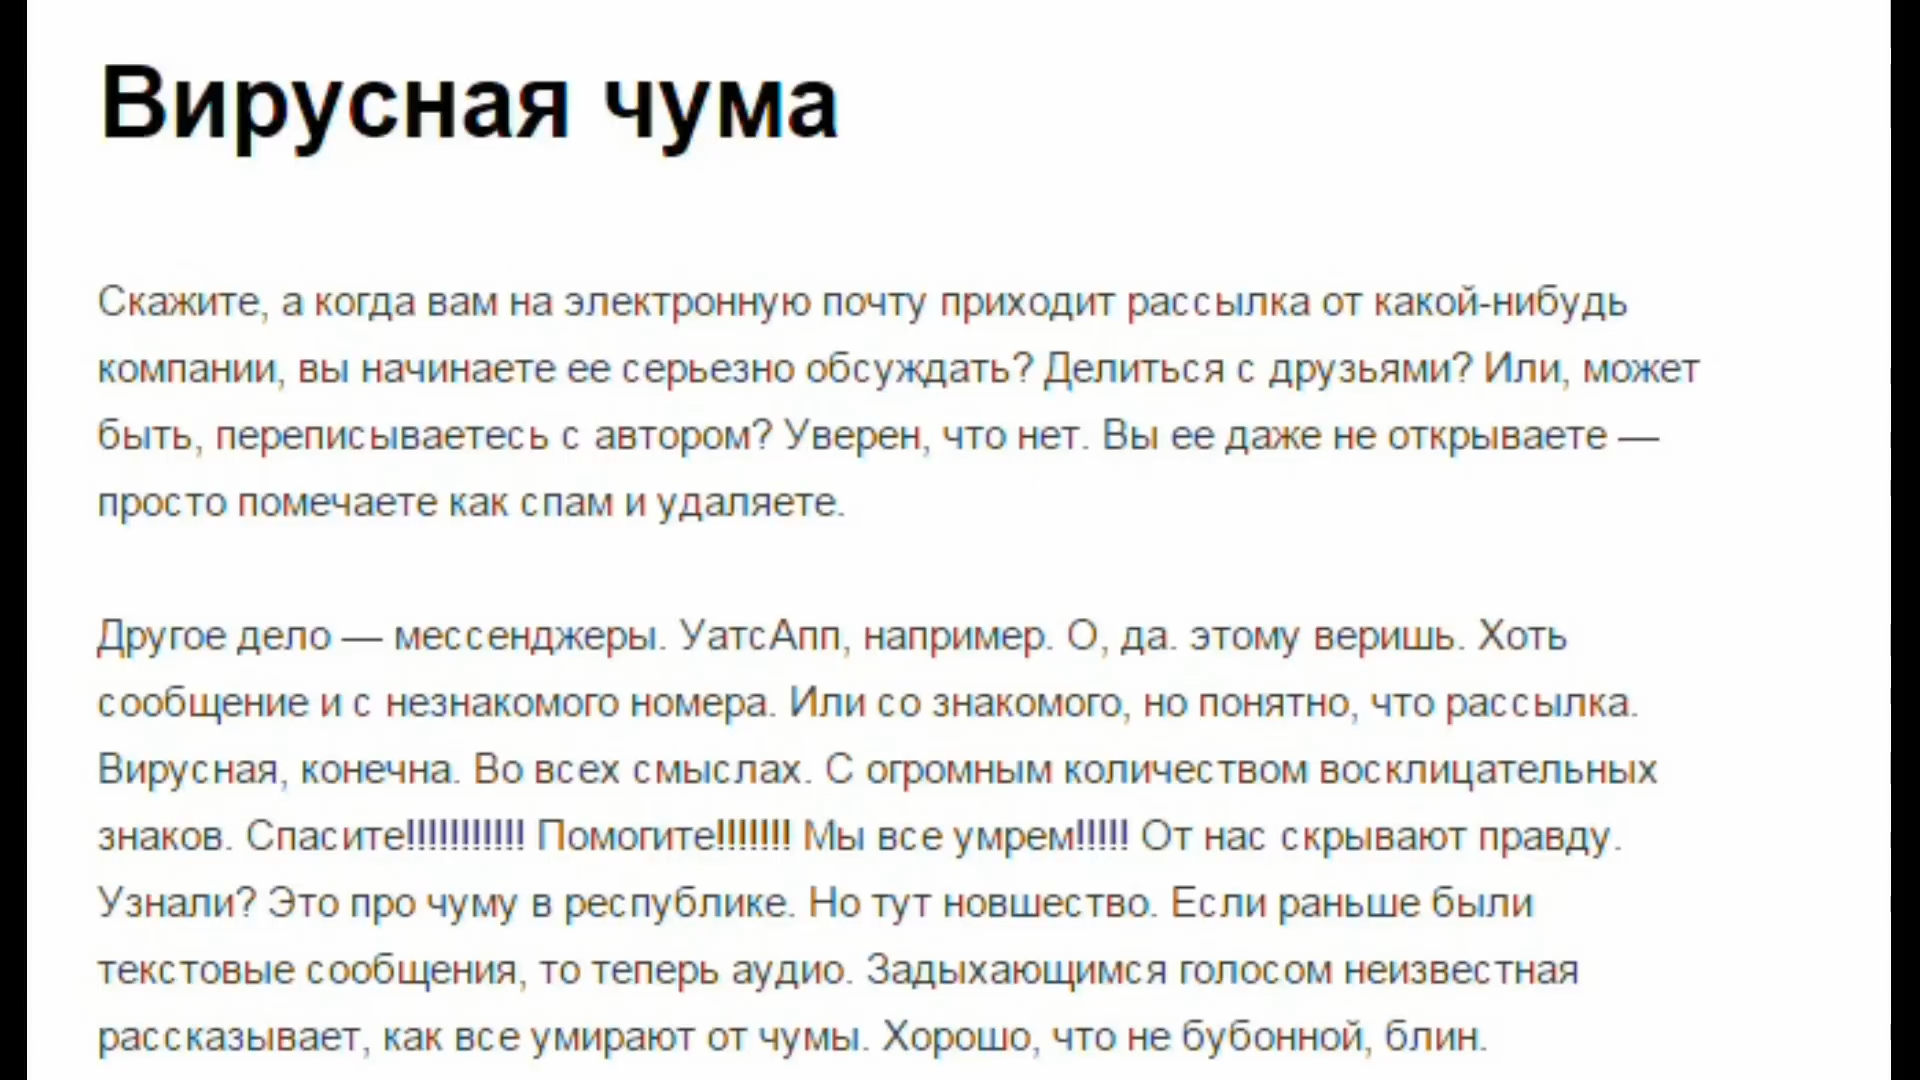 Вирусная чума
Скажите, а когда вам на электронную почту приходит рассылка от какой-нибудь
компании, вы начинаете ее серьезно обсуждать? Делиться с друзьями? Или, может
быть, переписываетесь с автором? Уверен, что нет. Вы ее даже не открываете —
просто помечаете как спам и удаляете.
Другое дело — мессенджеры. УатсАпп, например. О, да. этому веришь. Хоть
сообщение и с незнакомого номера. Или со знакомого, но понятно, что рассылка.
Вирусная, конечна. Во всех смыслах. С огромным количеством восклицательных
знаков. Спасите!!!!!!!!!!! Помогите!!!!!!! Мы все умрем!!!!! От нас скрывают правду.
Узнали? Это про чуму в республике. Но тут новшество. Если раньше были
текстовые сообщения, то теперь аудио. Задыхающимся голосом неизвестная
рассказывает, как все умирают от чумы. Хорошо, что не бубонной, блин.